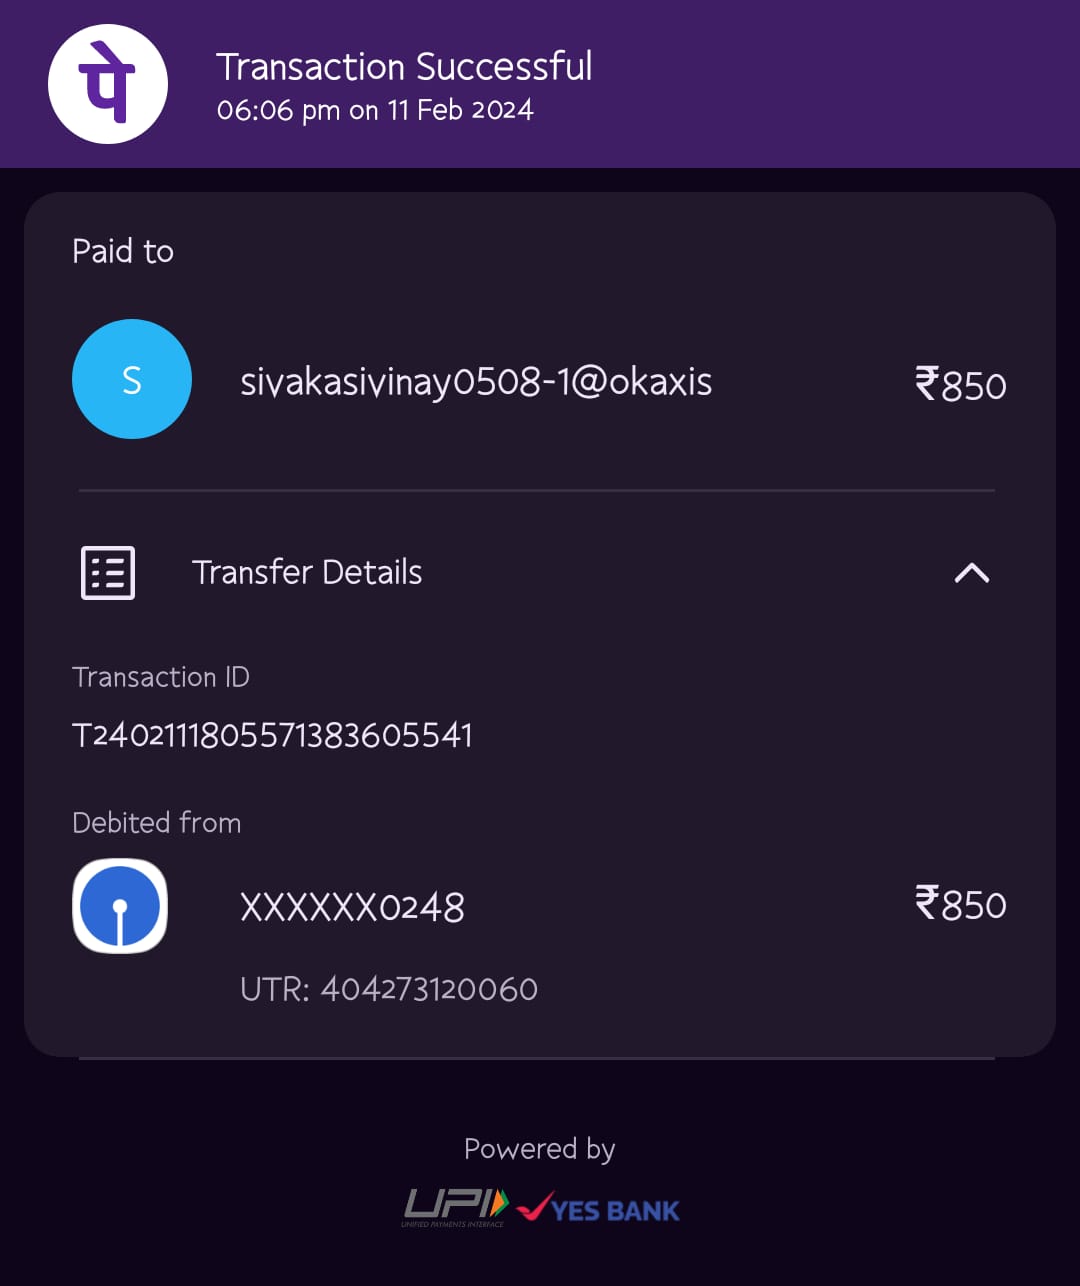 पे
Transaction Successful
06:06 pm on 11 Feb 2024
Paid to
S
sivakasivinay0508-1@okaxis
₹850
Transfer Details
Transaction ID
T2402111805571383605541
Debited from
XXXXXX0248
₹850
UTR: 404273120060
Powered by
UPI
UNIFIED PAYMENTS INTERFACE
YES BANK